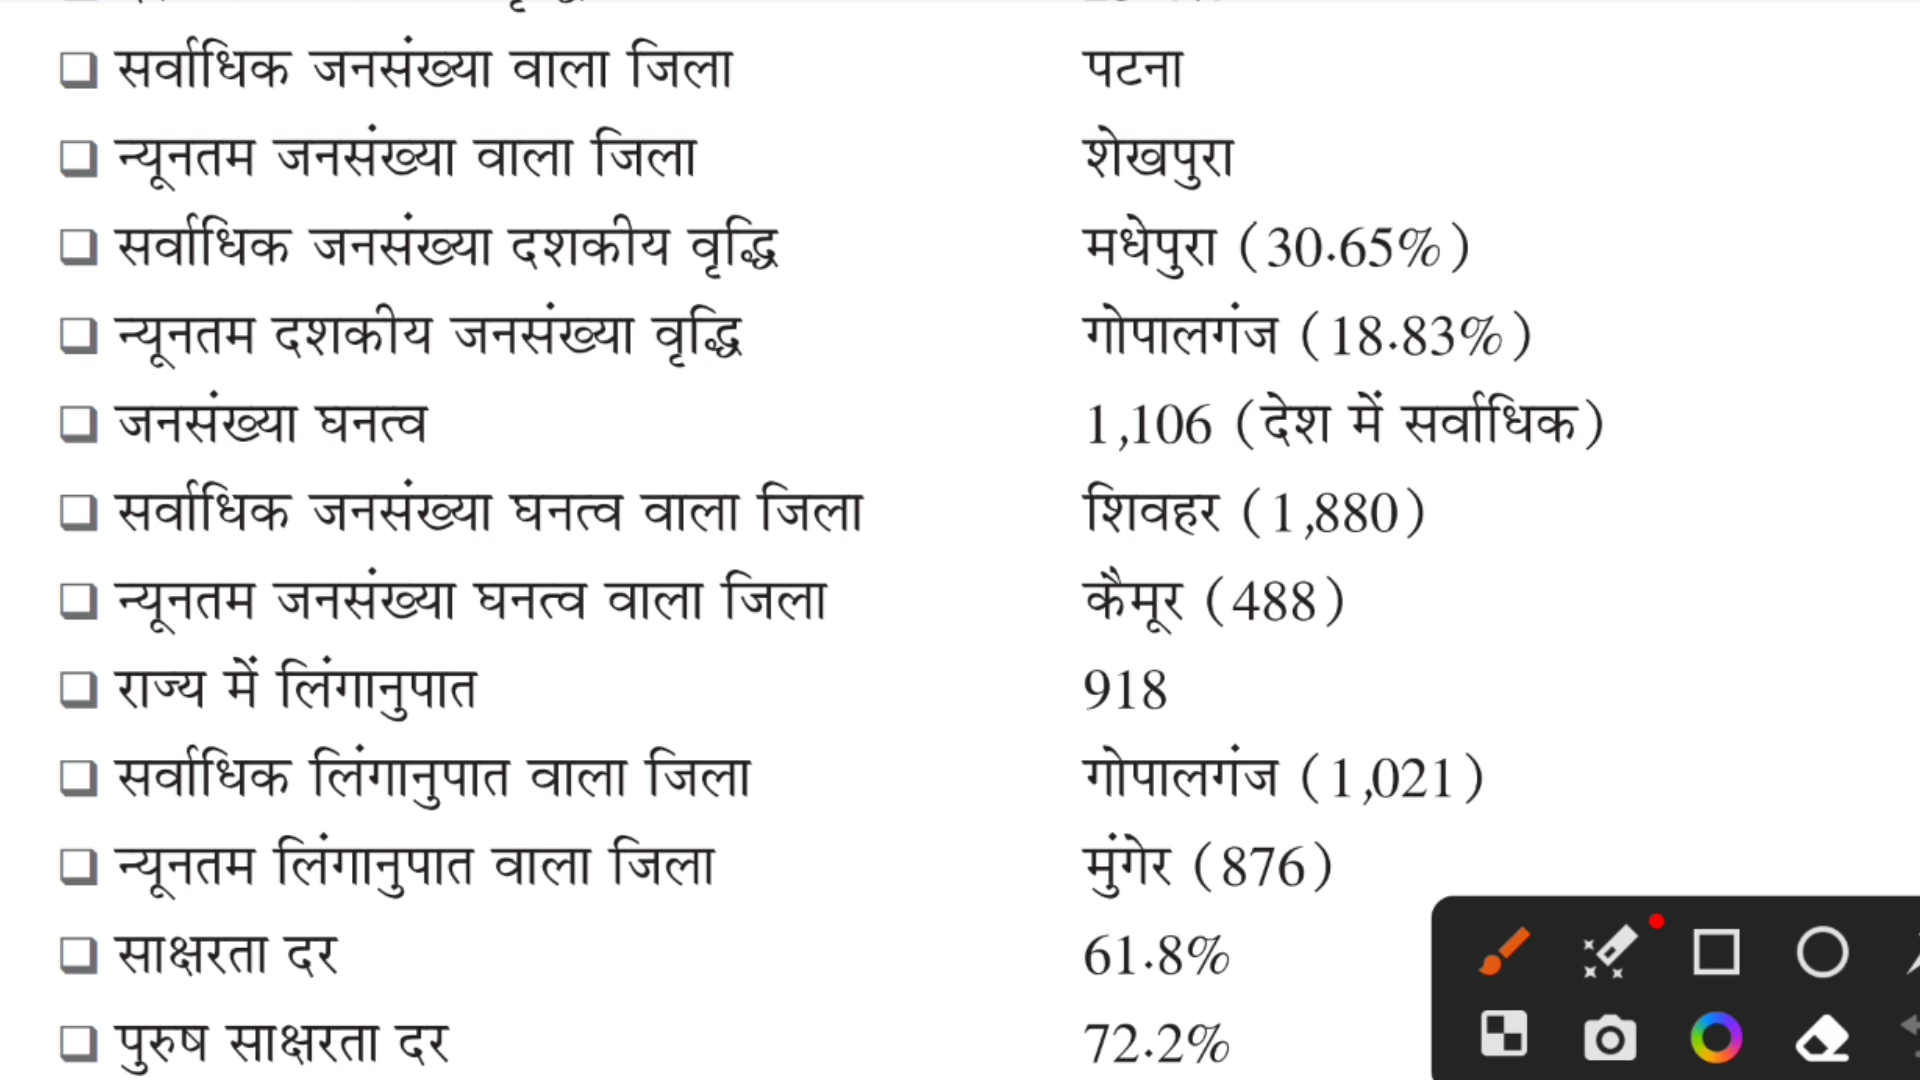 ❑ सर्वाधिक जनसंख्या वाला जिला पटना
❑ न्यूनतम जनसंख्या वाला जिला शेखपुरा
❑ सर्वाधिक जनसंख्या दशकीय वृद्धि मधेपुरा (30.65%)
❑ न्यूनतम दशकीय जनसंख्या वृद्धि गोपालगंज (18.83%)
❑ जनसंख्या घनत्व 1,106 (देश में सर्वाधिक)
❑ सर्वाधिक जनसंख्या घनत्व वाला जिला शिवहर (1,880)
❑ न्यूनतम जनसंख्या घनत्व वाला जिला कैमूर (488)
❑ राज्य में लिंगानुपात 918
❑ सर्वाधिक लिंगानुपात वाला जिला गोपालगंज (1,021)
❑ न्यूनतम लिंगानुपात वाला जिला मुंगेर (876)
❑ साक्षरता दर 61.8%
❑ पुरुष साक्षरता दर 72.2%